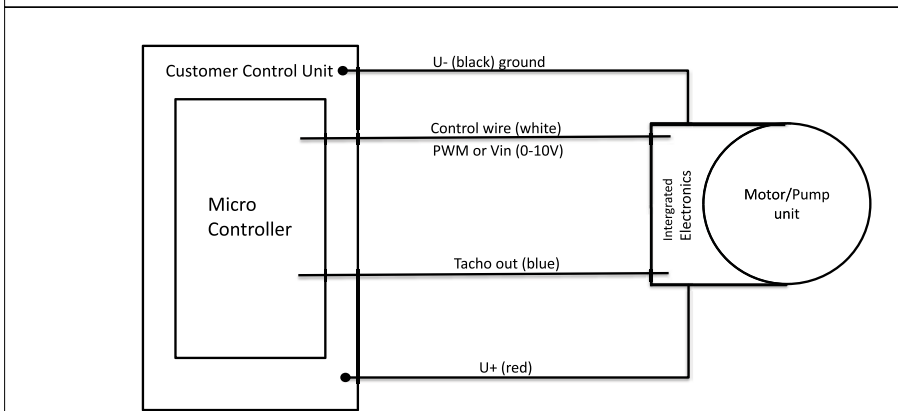 Customer Control Unit
U- (black) ground
Control wire (white)
PWM or Vin (0-10V)
Micro
Controller
Intergrated
Electronics
Motor/Pump
unit
Tacho out (blue)
U+ (red)